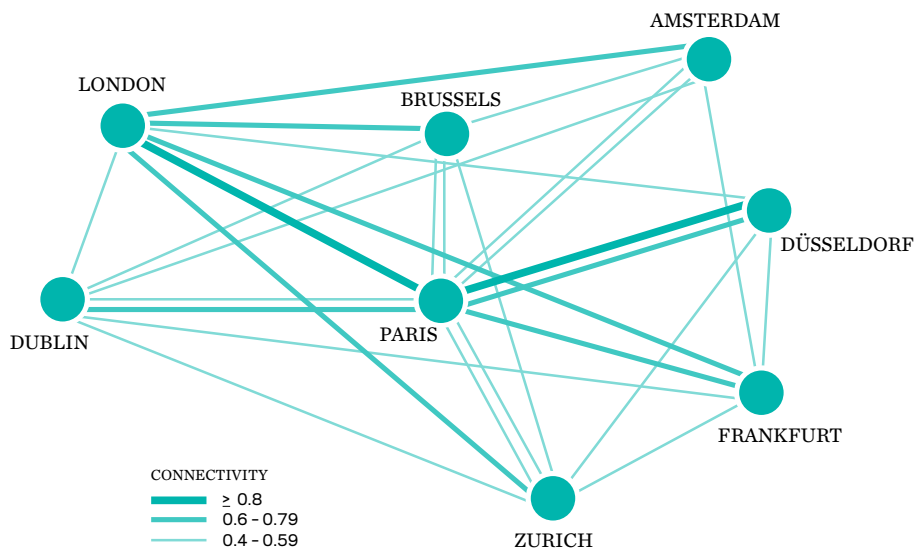 AMSTERDAM
LONDON
BRUSSELS
DÜSSELDORF
DUBLIN
PARIS
FRANKFURT
ZURICH
CONNECTIVITY
≥ 0.8
0.6 - 0.79
0.4 - 0.59